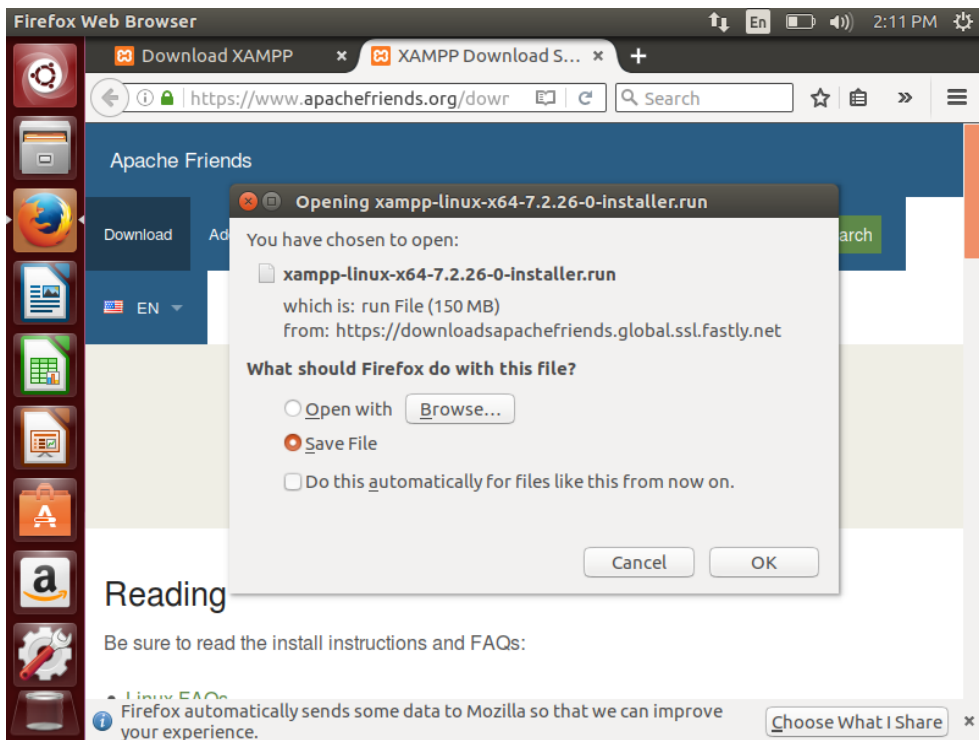 Firefox Web Browser
En
2:11 PM
Download XAMPP
XAMPP Download S...
https://www.apachefriends.org/dowr
Search
Apache Friends
Download
Ad
arch
EN
Opening xampp-linux-x64-7.2.26-0-installer.run
You have chosen to open:
xampp-linux-x64-7.2.26-0-installer.run
which is: run File (150 MB)
from: https://downloadsapachefriends.global.ssl.fastly.net
What should Firefox do with this file?
Open with Browse...
Save File
Do this automatically for files like this from now on.
Cancel OK
Reading
Be sure to read the install instructions and FAQs:
Linux FAQs
Firefox automatically sends some data to Mozilla so that we can improve
your experience.
Choose What I Share